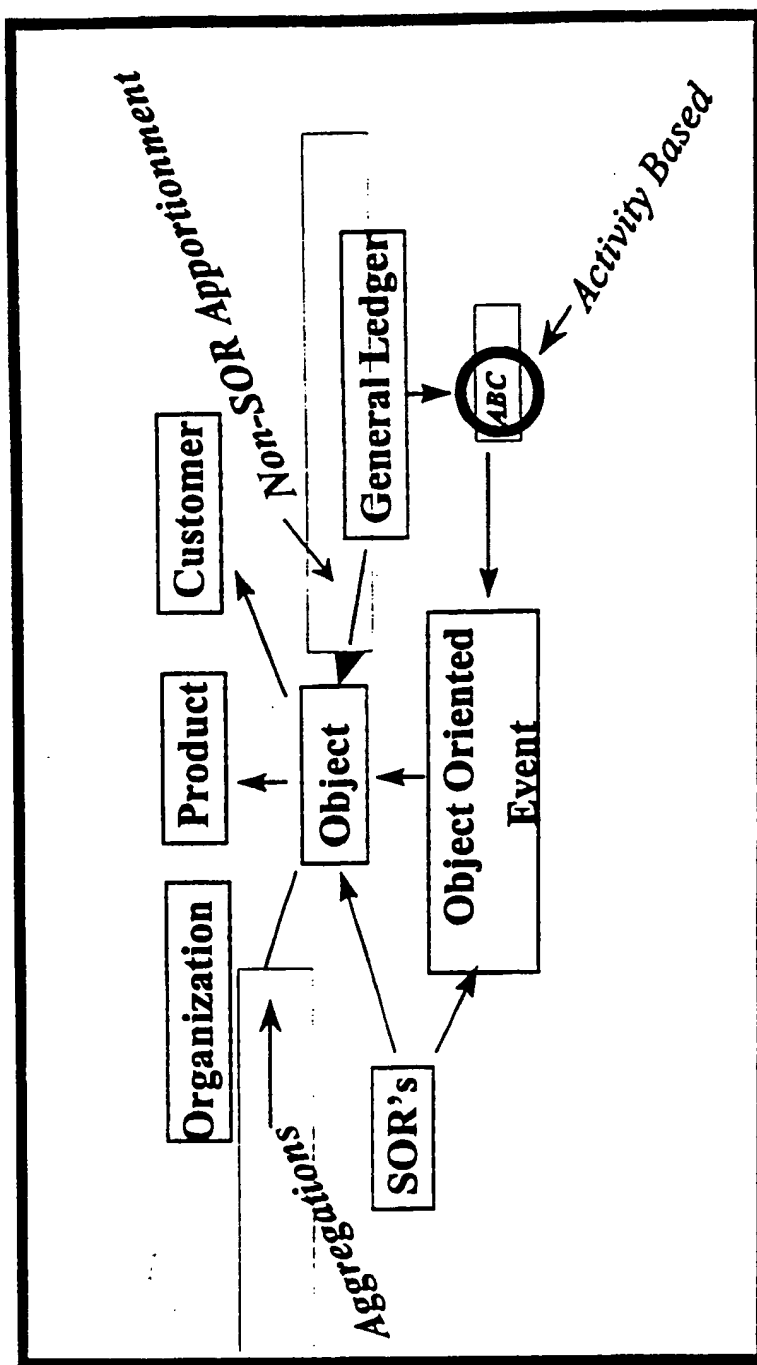 Organization
Product
Customer
Non-SOR Apportionment
Aggregations
Object
General Ledger
SOR's
Object Oriented
Event
ABC
Activity Based